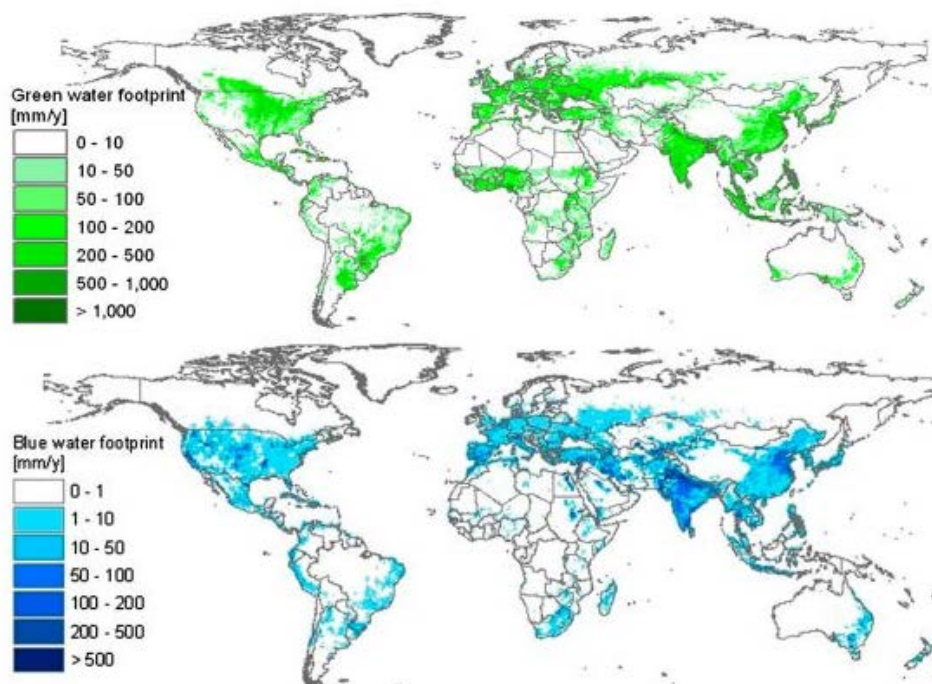 Green water footprint
[mm/y]
0 - 10
10 - 50
50 - 100
100 - 200
200 - 500
500 - 1,000
> 1,000
Blue water footprint
[mm/y]
0 - 1
1 - 10
10 - 50
50 - 100
100 - 200
200 - 500
> 500